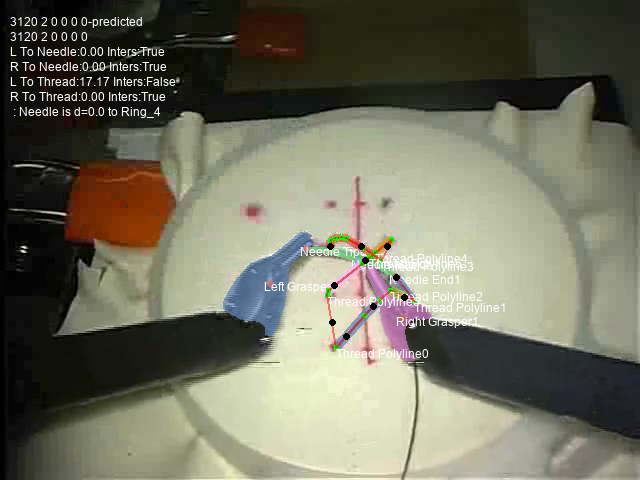 3120 2 0 0 0 0-predicted
3120 2 0 0 0 0
L To Needle:0.00 Inters:True
R To Needle:0.00 Inters:True
L To Thread:17.17 Inters:False
R To Thread:0.00 Inters:True
: Needle is d=0.0 to Ring_4
Needle Tip
Thread Polyline4
Thread Polyline3
Needle End1
Left Grasper
Thread Polyline2
Thread Polyline
Thread Polyline1
Right Grasper1
Thread Polyline0